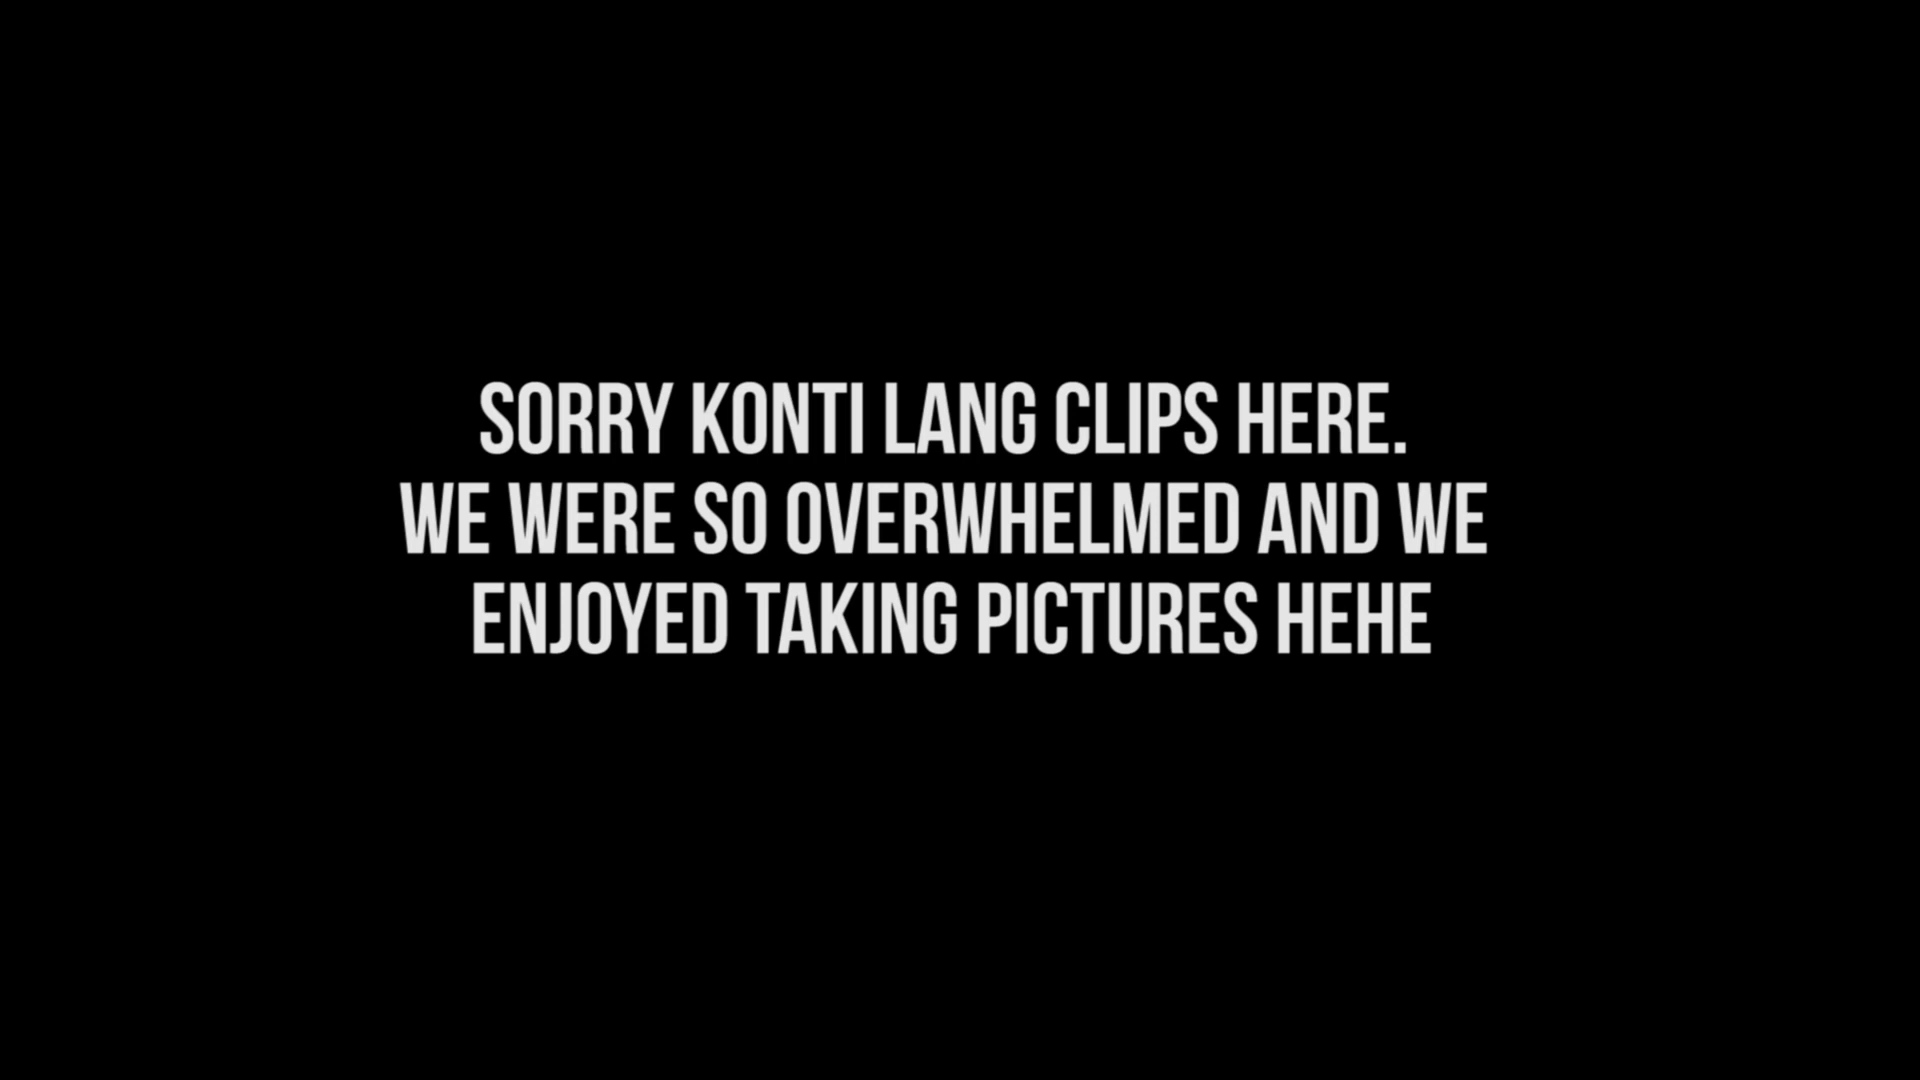 SORRY KONTI LANG CLIPS HERE.
WE WERE SO OVERWHELMED AND WE
ENJOYED TAKING PICTURES HEHE